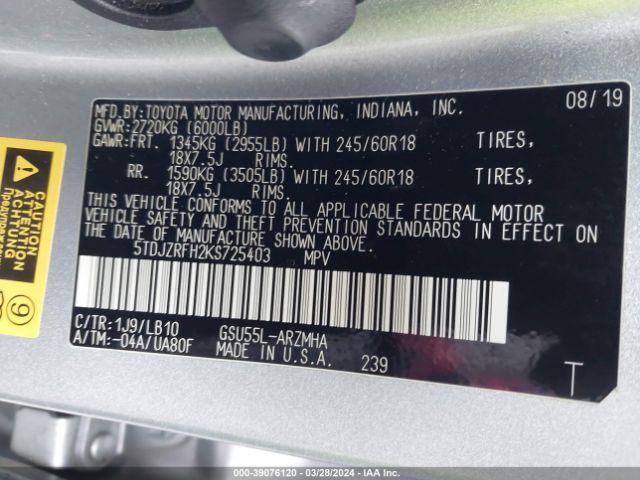 MFD.BY:TOYOTA MOTOR MANUFACTURING, INDIANA, INC. 08/19
GVWR:2720KG (6000LB)
GAWR:FRT. 1345KG (2955LB) WITH 245/60R18 TIRES,
18X7.5J RIMS.
RR. 1590KG (3505LB) WITH 245/60R18 TIRES,
18X7.5J RIMS.
THIS VEHICLE CONFORMS TO ALL APPLICABLE FEDERAL MOTOR
VEHICLE SAFETY AND THEFT PREVENTION STANDARDS IN EFFECT ON
THE DATE OF MANUFACTURE SHOWN ABOVE.
5TDJZRFH2KS725403 MPV
C/TR:1J9/LB10 GSU55L-ARZMHA
A/TM:-04A/UA80F MADE IN U.S.A. 239
T
CAUTION
ATTENTION
ACHTUNG
9
000-39076120 | 03/28/2024 | IAA Inc.